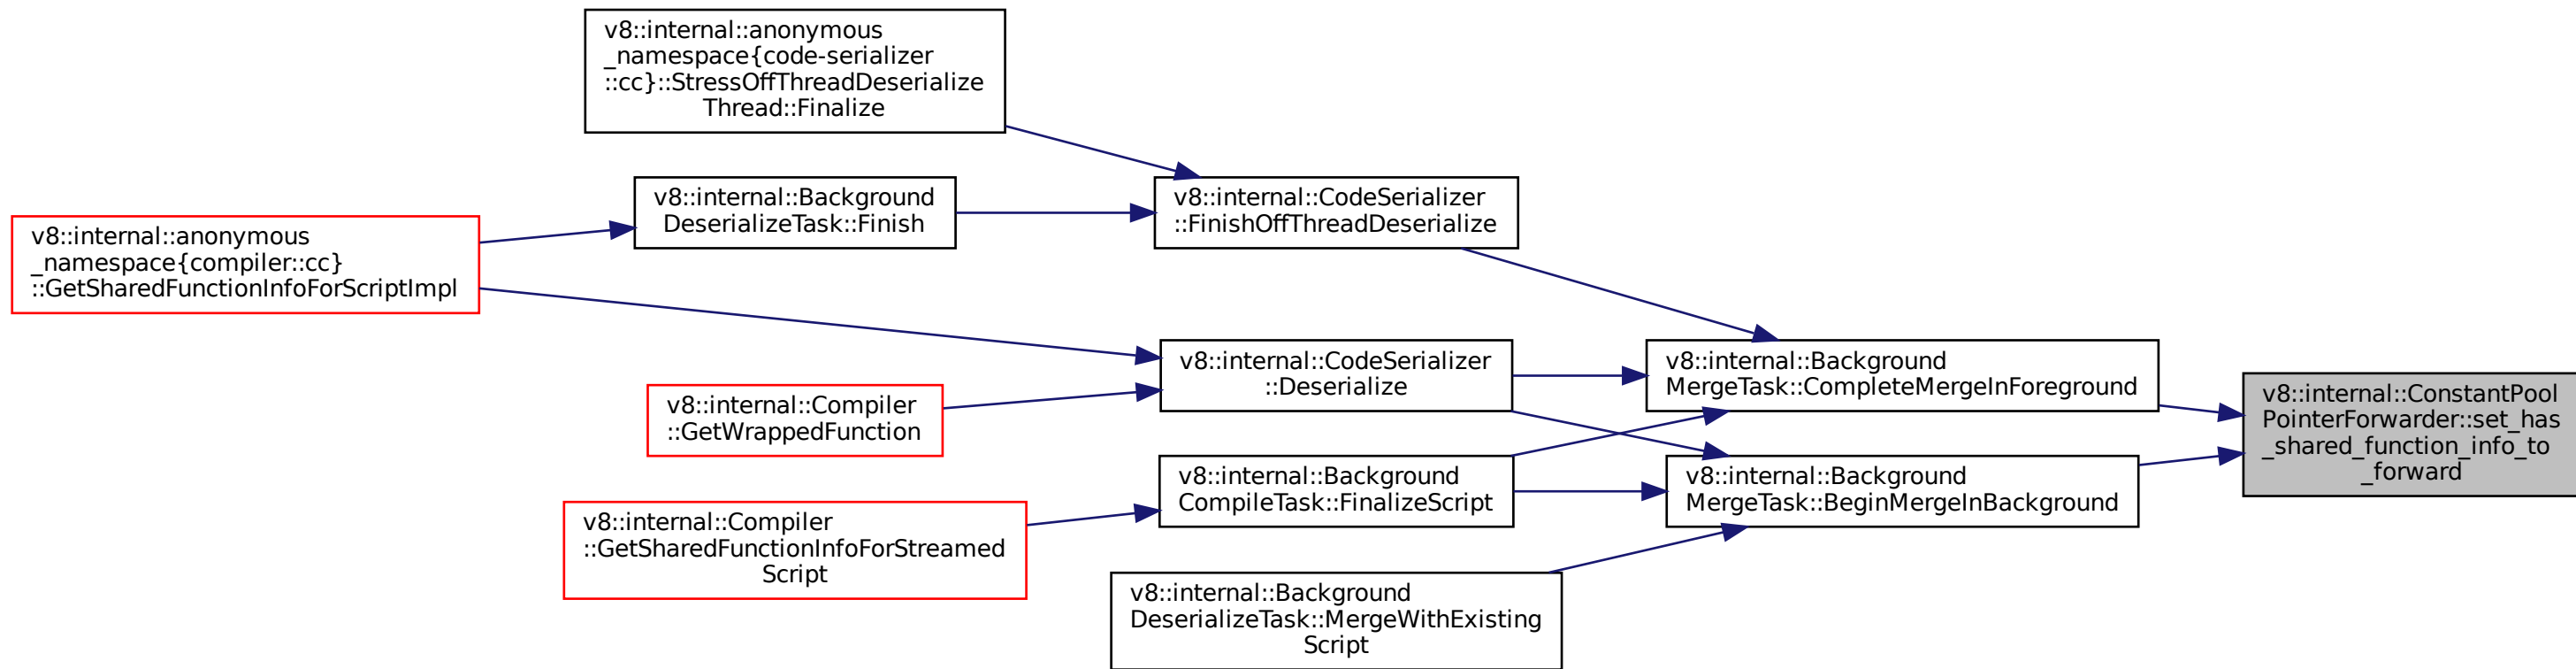 v8::internal::anonymous
_namespace{code-serializer
::cc}::StressOffThreadDeserialize
Thread::Finalize
v8::internal::Background
DeserializeTask::Finish
v8::internal::CodeSerializer
::FinishOffThreadDeserialize
v8::internal::anonymous
_namespace{compiler::cc}
::GetSharedFunctionInfoForScriptImpl
v8::internal::CodeSerializer
::Deserialize
v8::internal::Background
MergeTask::CompleteMergeInForeground
v8::internal::ConstantPool
PointerForwarder::set_has
_shared_function_info_to
_forward
v8::internal::Compiler
::GetWrappedFunction
v8::internal::Background
CompileTask::FinalizeScript
v8::internal::Background
MergeTask::BeginMergeInBackground
v8::internal::Compiler
::GetSharedFunctionInfoForStreamed
Script
v8::internal::Background
DeserializeTask::MergeWithExisting
Script